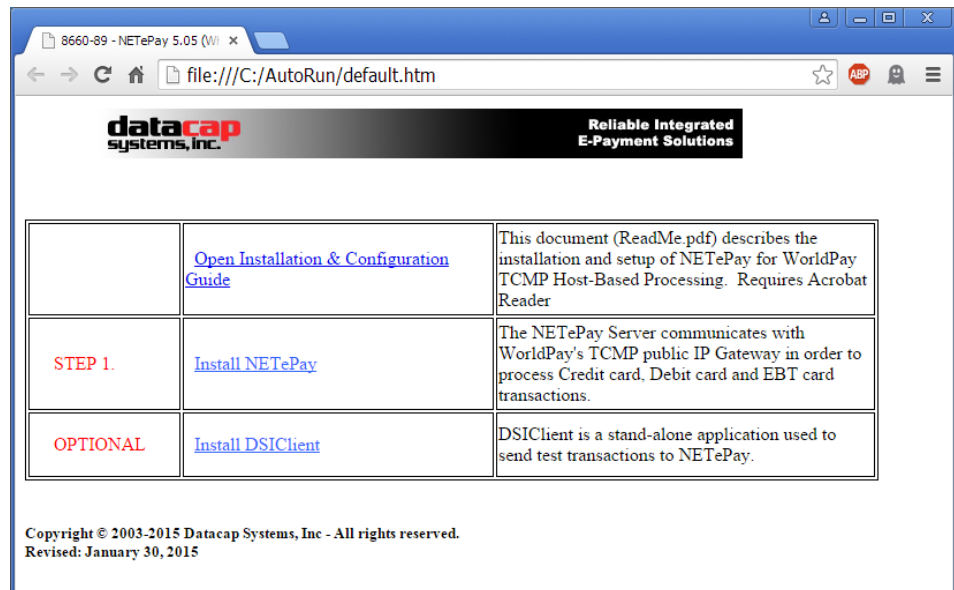 8660-89 - NETePay 5.05 (W
file:///C:/AutoRun/default.htm
ABP
datacap
systems, inc.
Reliable Integrated
E-Payment Solutions
Open Installation & Configuration
Guide
This document (ReadMe.pdf) describes the
installation and setup of NETePay for WorldPay
TCMP Host-Based Processing.  Requires Acrobat
Reader
STEP 1.
Install NETePay
The NETePay Server communicates with
WorldPay's TCMP public IP Gateway in order to
process Credit card, Debit card and EBT card
transactions.
OPTIONAL
Install DSIClient
DSIClient is a stand-alone application used to
send test transactions to NETePay.
Copyright © 2003-2015 Datacap Systems, Inc - All rights reserved.
Revised: January 30, 2015